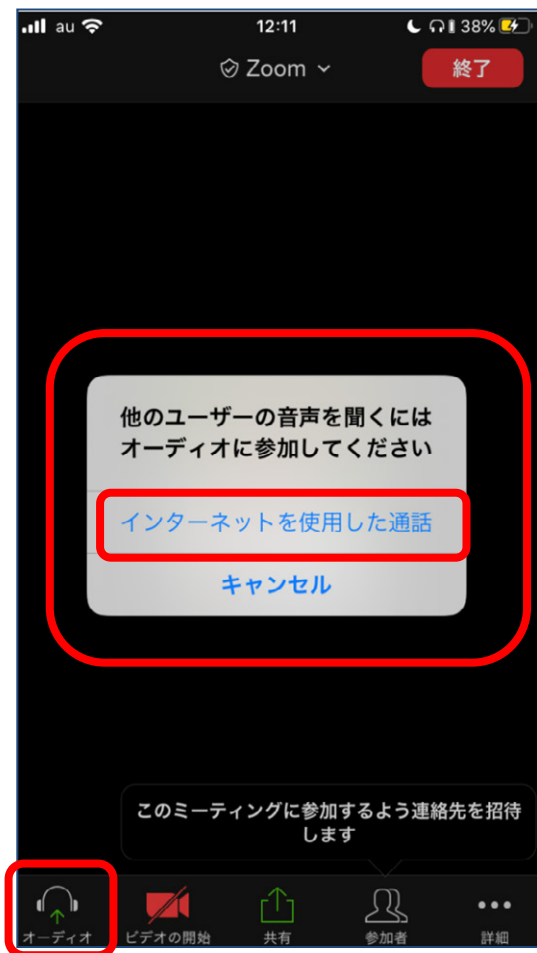 au 12:11 38%
Zoom 終了
他のユーザーの音声を聞くには
オーディオに参加してください
インターネットを使用した通話
キャンセル
このミーティングに参加するよう連絡先を招待
します
オーディオ ビデオの開始 共有 参加者 詳細